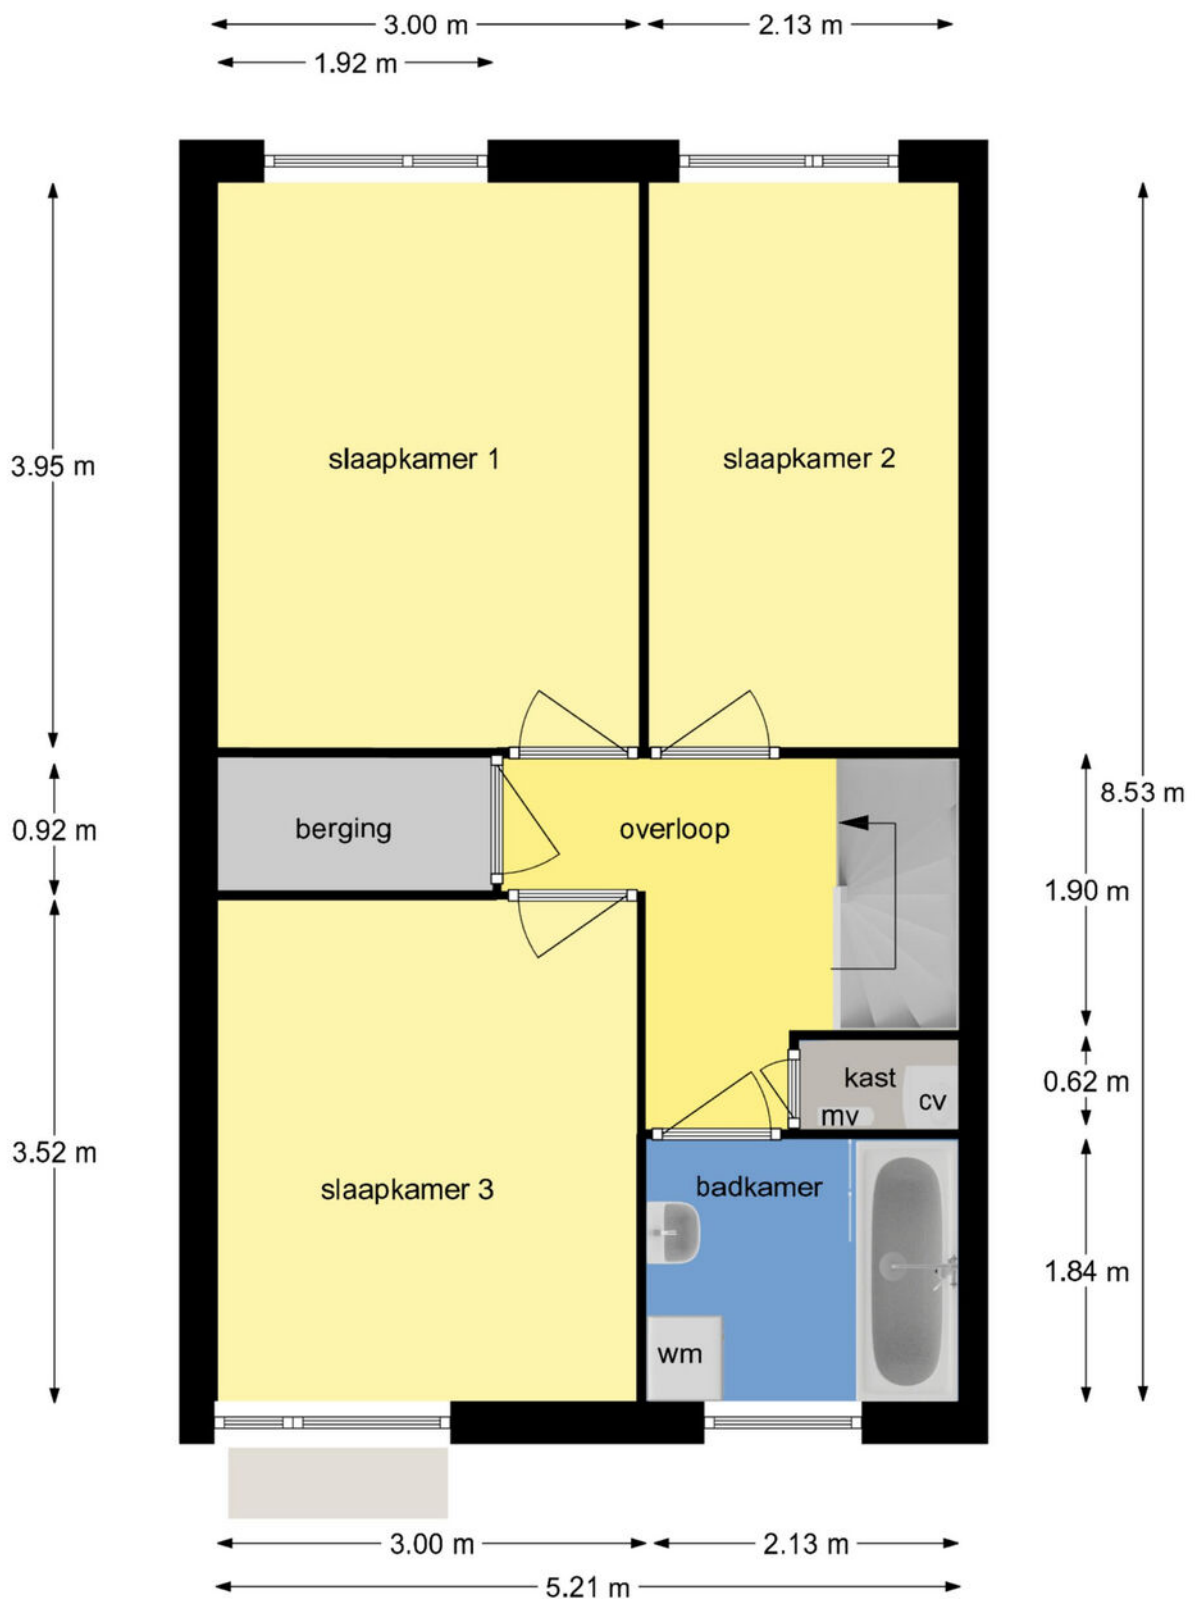 3.00 m
2.13 m
1.92 m
slaapkamer 1
slaapkamer 2
3.95 m
8.53 m
0.92 m
berging
overloop
1.90 m
kast
0.62 m
mv
cv
3.52 m
slaapkamer 3
badkamer
1.84 m
wm
3.00 m
2.13 m
5.21 m